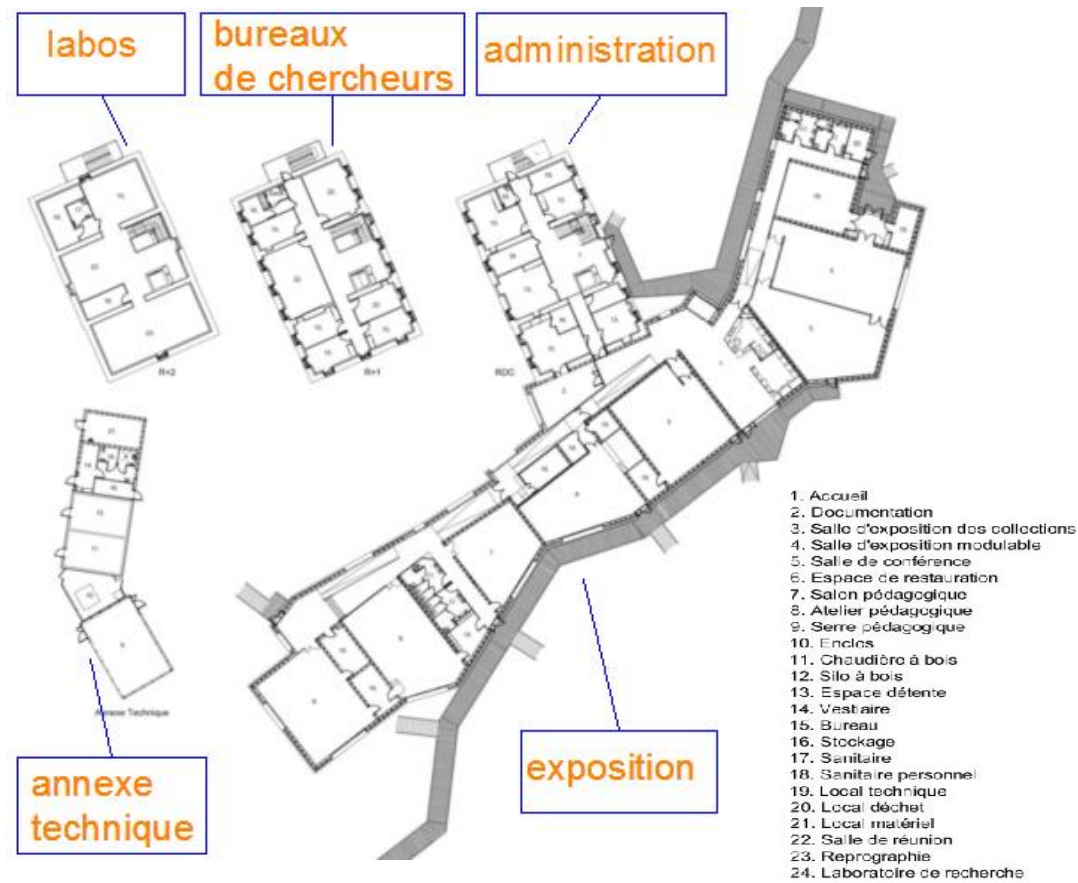 labos
bureaux
de chercheurs
administration
R+2
R+1
RDC
Annexe Technique
annexe
technique
exposition
1. Accueil
2. Documentation
3. Salle d'exposition des collections
4. Salle d'exposition modulable
5. Salle de conférence
6. Espace de restauration
7. Salon pédagogique
8. Atelier pédagogique
9. Serre pédagogique
10. Enclos
11. Chaudière à bois
12. Silo à bois
13. Espace détente
14. Vestiaire
15. Bureau
16. Stockage
17. Sanitaire
18. Sanitaire personnel
19. Local technique
20. Local déchet
21. Local matériel
22. Salle de réunion
23. Reprographie
24. Laboratoire de recherche